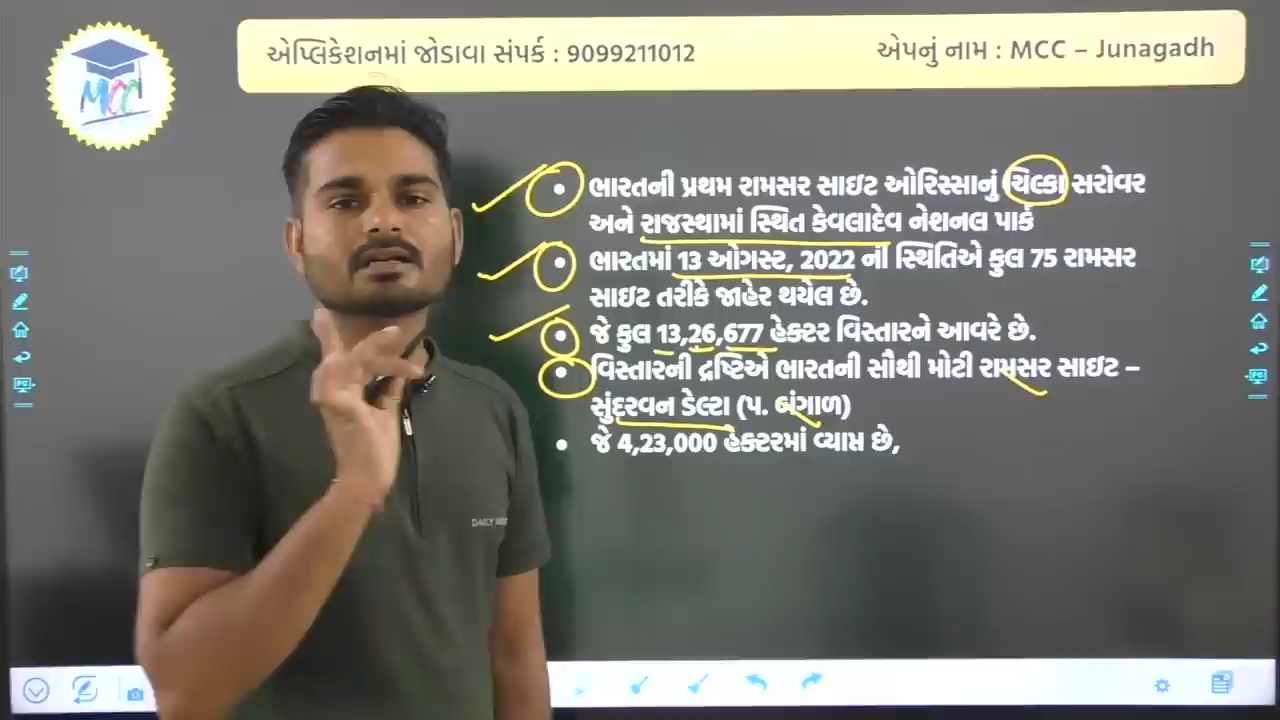 MCC
એપ્લિકેશનમાં જોડાવા સંપર્ક : 9099211012
એપનું નામ : MCC – Junagadh
• ભારતની પ્રથમ રામસર સાઇટ ઓરિસ્સાનું ચિલ્કા સરોવર
અને રાજસ્થામાં સ્થિત કેવલાદેવ નેશનલ પાર્ક
• ભારતમાં 13 ઓગસ્ટ, 2022 ની સ્થિતિએ કુલ 75 રામસર
સાઇટ તરીકે જાહેર થયેલ છે.
• જે કુલ 13,26,677 હેક્ટર વિસ્તારને આવરે છે.
• વિસ્તારની દ્રષ્ટિએ ભારતની સૌથી મોટી રામસર સાઇટ –
સુંદરવન ડેલ્ટા (પ. બંગાળ)
• જે 4,23,000 હેક્ટરમાં વ્યાપ્ત છે,